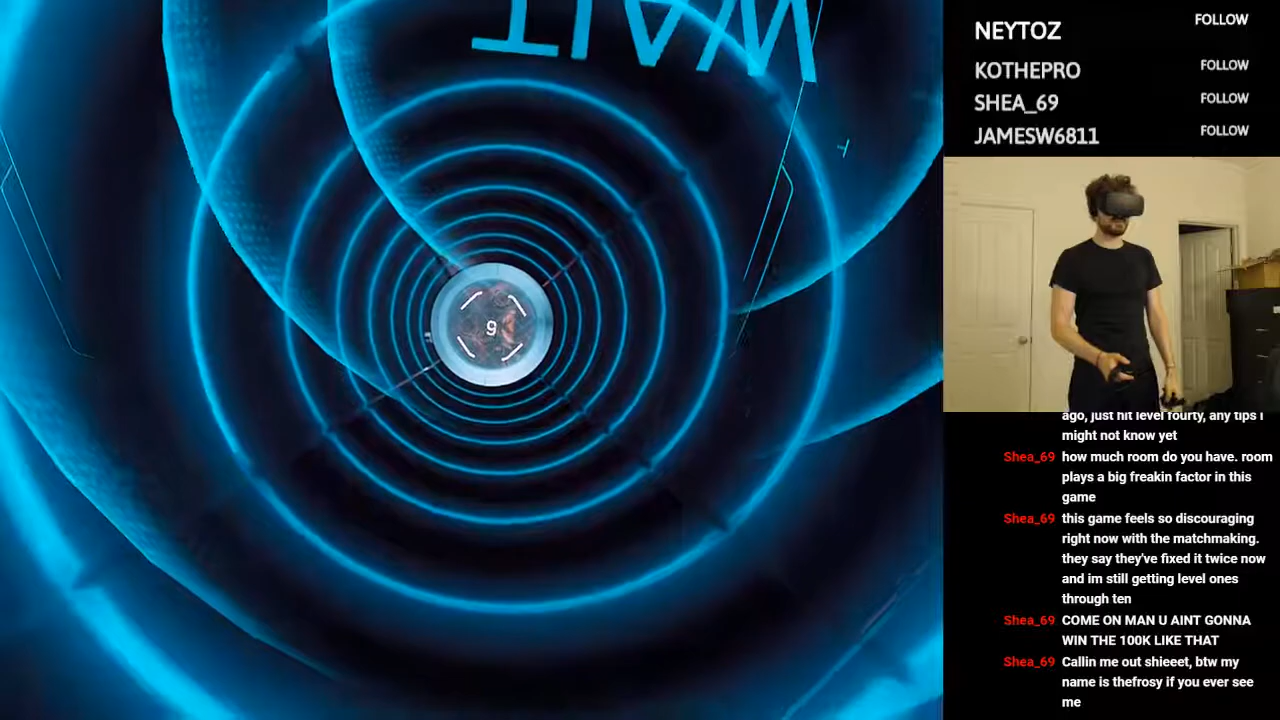 WAIT
9
NEYTOZ FOLLOW
KOTHEPRO FOLLOW
SHEA_69 FOLLOW
JAMESW6811 FOLLOW
ago, just hit level fourty, any tips i
might not know yet
Shea_69 how much room do you have. room
plays a big freakin factor in this
game
Shea_69 this game feels so discouraging
right now with the matchmaking.
they say they've fixed it twice now
and im still getting level ones
through ten
Shea_69 COME ON MAN U AINT GONNA
WIN THE 100K LIKE THAT
Shea_69 Callin me out shieeet, btw my
name is thefrosy if you ever see
me